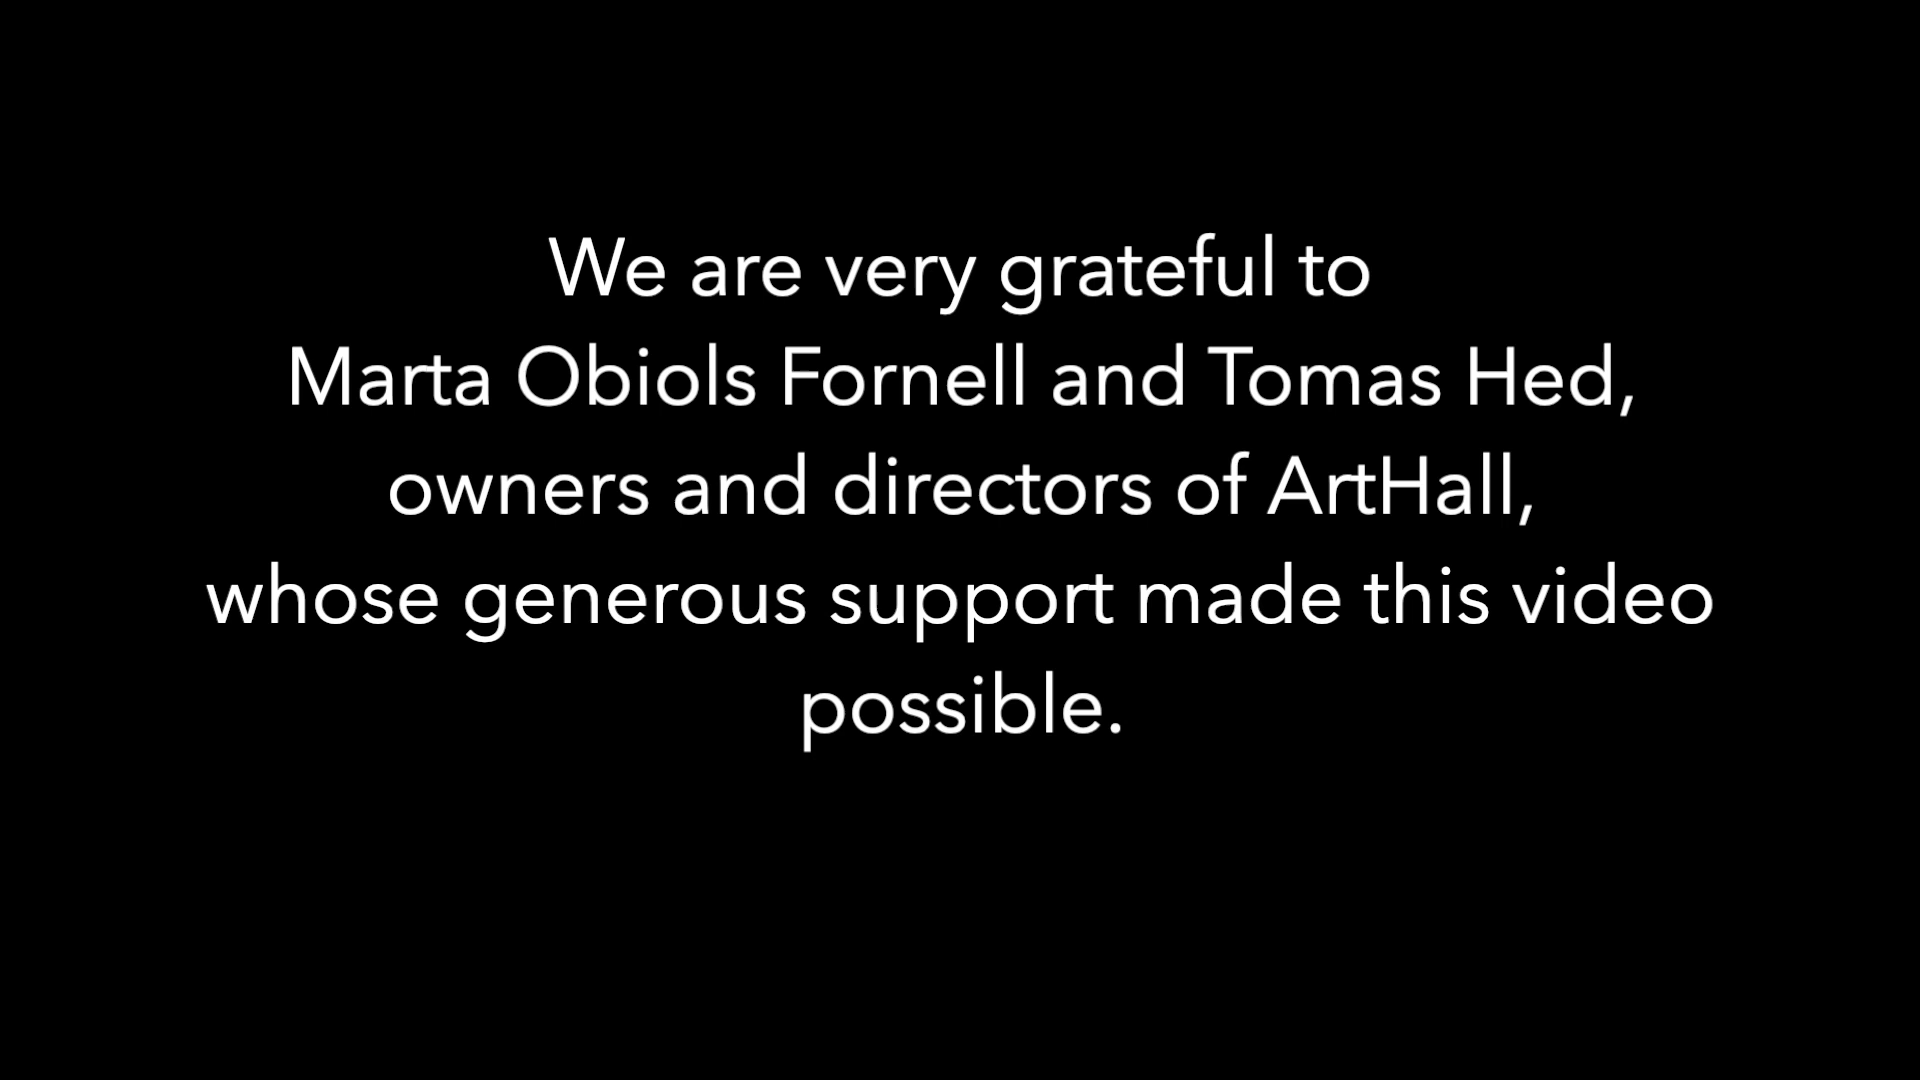 We are very grateful to
Marta Obiols Fornell and Tomas Hed,
owners and directors of ArtHall,
whose generous support made this video
possible.